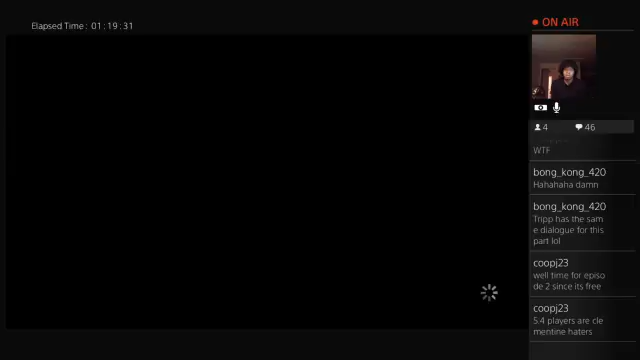 Elapsed Time : 01 : 19 : 31
ON AIR
4
46
WTF
bong_kong_420
Hahahaha damn
bong_kong_420
Tripp has the sam
e dialogue for this
part lol
coopj23
well time for episo
de 2 since its free
coopj23
5.4 players are cle
mentine haters